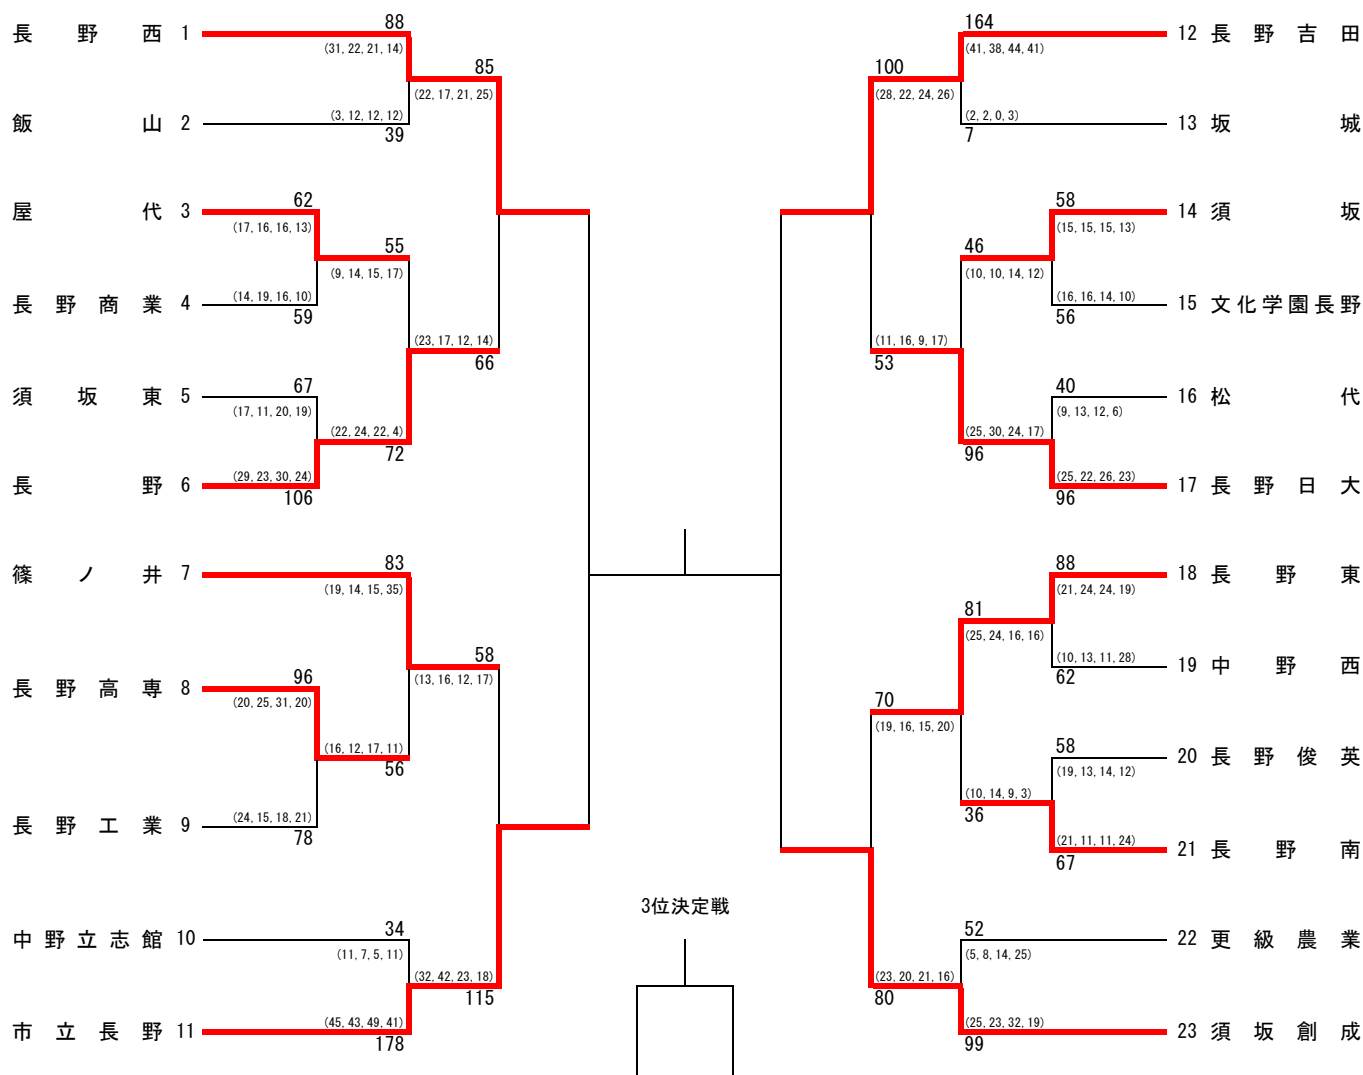 88
164
長野西 1
12 長野吉田
(31, 22, 21, 14)
(41, 38, 44, 41)
85
100
(22, 17, 21, 25)
(28, 22, 24, 26)
(3, 12, 12, 12)
(2, 2, 0, 3)
飯山 2
13 坂城
39
7
62
58
屋代 3
14 須坂
(17, 16, 16, 13)
(15, 15, 15, 13)
55
46
(9, 14, 15, 17)
(10, 10, 14, 12)
(14, 19, 16, 10)
(16, 16, 14, 10)
長野商業 4
15 文化学園長野
59
56
(23, 17, 12, 14)
(11, 16, 9, 17)
66
53
67
40
須坂東 5
16 松代
(17, 11, 20, 19)
(9, 13, 12, 6)
(22, 24, 22, 4)
(25, 30, 24, 17)
72
96
(29, 23, 30, 24)
(25, 22, 26, 23)
長野 6
17 長野日大
106
96
83
88
篠ノ井 7
18 長野東
(19, 14, 15, 35)
(21, 24, 24, 19)
81
(25, 24, 16, 16)
58
(10, 13, 11, 28)
19 中野西
(13, 16, 12, 17)
62
96
長野高専 8
(20, 25, 31, 20)
70
(19, 16, 15, 20)
(16, 12, 17, 11)
56
58
20 長野俊英
(19, 13, 14, 12)
(10, 14, 9, 3)
36
(24, 15, 18, 21)
長野工業 9
78
(21, 11, 11, 24)
21 長野南
67
3位決定戦
34
52
中野立志館 10
22 更級農業
(11, 7, 5, 11)
(5, 8, 14, 25)
(32, 42, 23, 18)
(23, 20, 21, 16)
115
80
(45, 43, 49, 41)
(25, 23, 32, 19)
市立長野 11
23 須坂創成
178
99